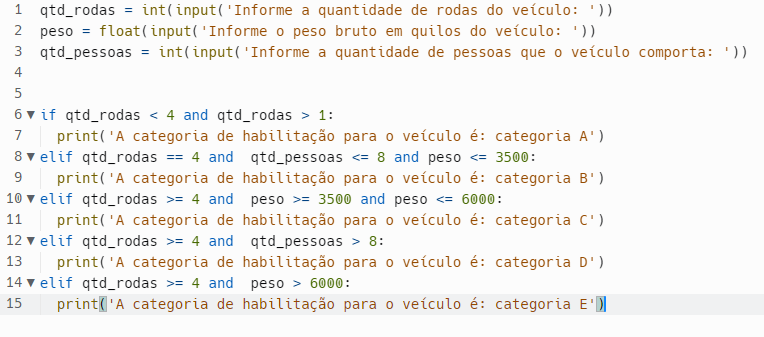 1 qtd_rodas = int(input('Informe a quantidade de rodas do veículo: '))
2 peso = float(input('Informe o peso bruto em quilos do veículo: '))
3 qtd_pessoas = int(input('Informe a quantidade de pessoas que o veículo comporta: '))
4
5
6 ▼ if qtd_rodas < 4 and qtd_rodas > 1:
7   print('A categoria de habilitação para o veículo é: categoria A')
8 ▼ elif qtd_rodas == 4 and  qtd_pessoas <= 8 and peso <= 3500:
9   print('A categoria de habilitação para o veículo é: categoria B')
10 ▼ elif qtd_rodas >= 4 and  peso >= 3500 and peso <= 6000:
11   print('A categoria de habilitação para o veículo é: categoria C')
12 ▼ elif qtd_rodas >= 4 and  qtd_pessoas > 8:
13   print('A categoria de habilitação para o veículo é: categoria D')
14 ▼ elif qtd_rodas >= 4 and  peso > 6000:
15   print('A categoria de habilitação para o veículo é: categoria E')